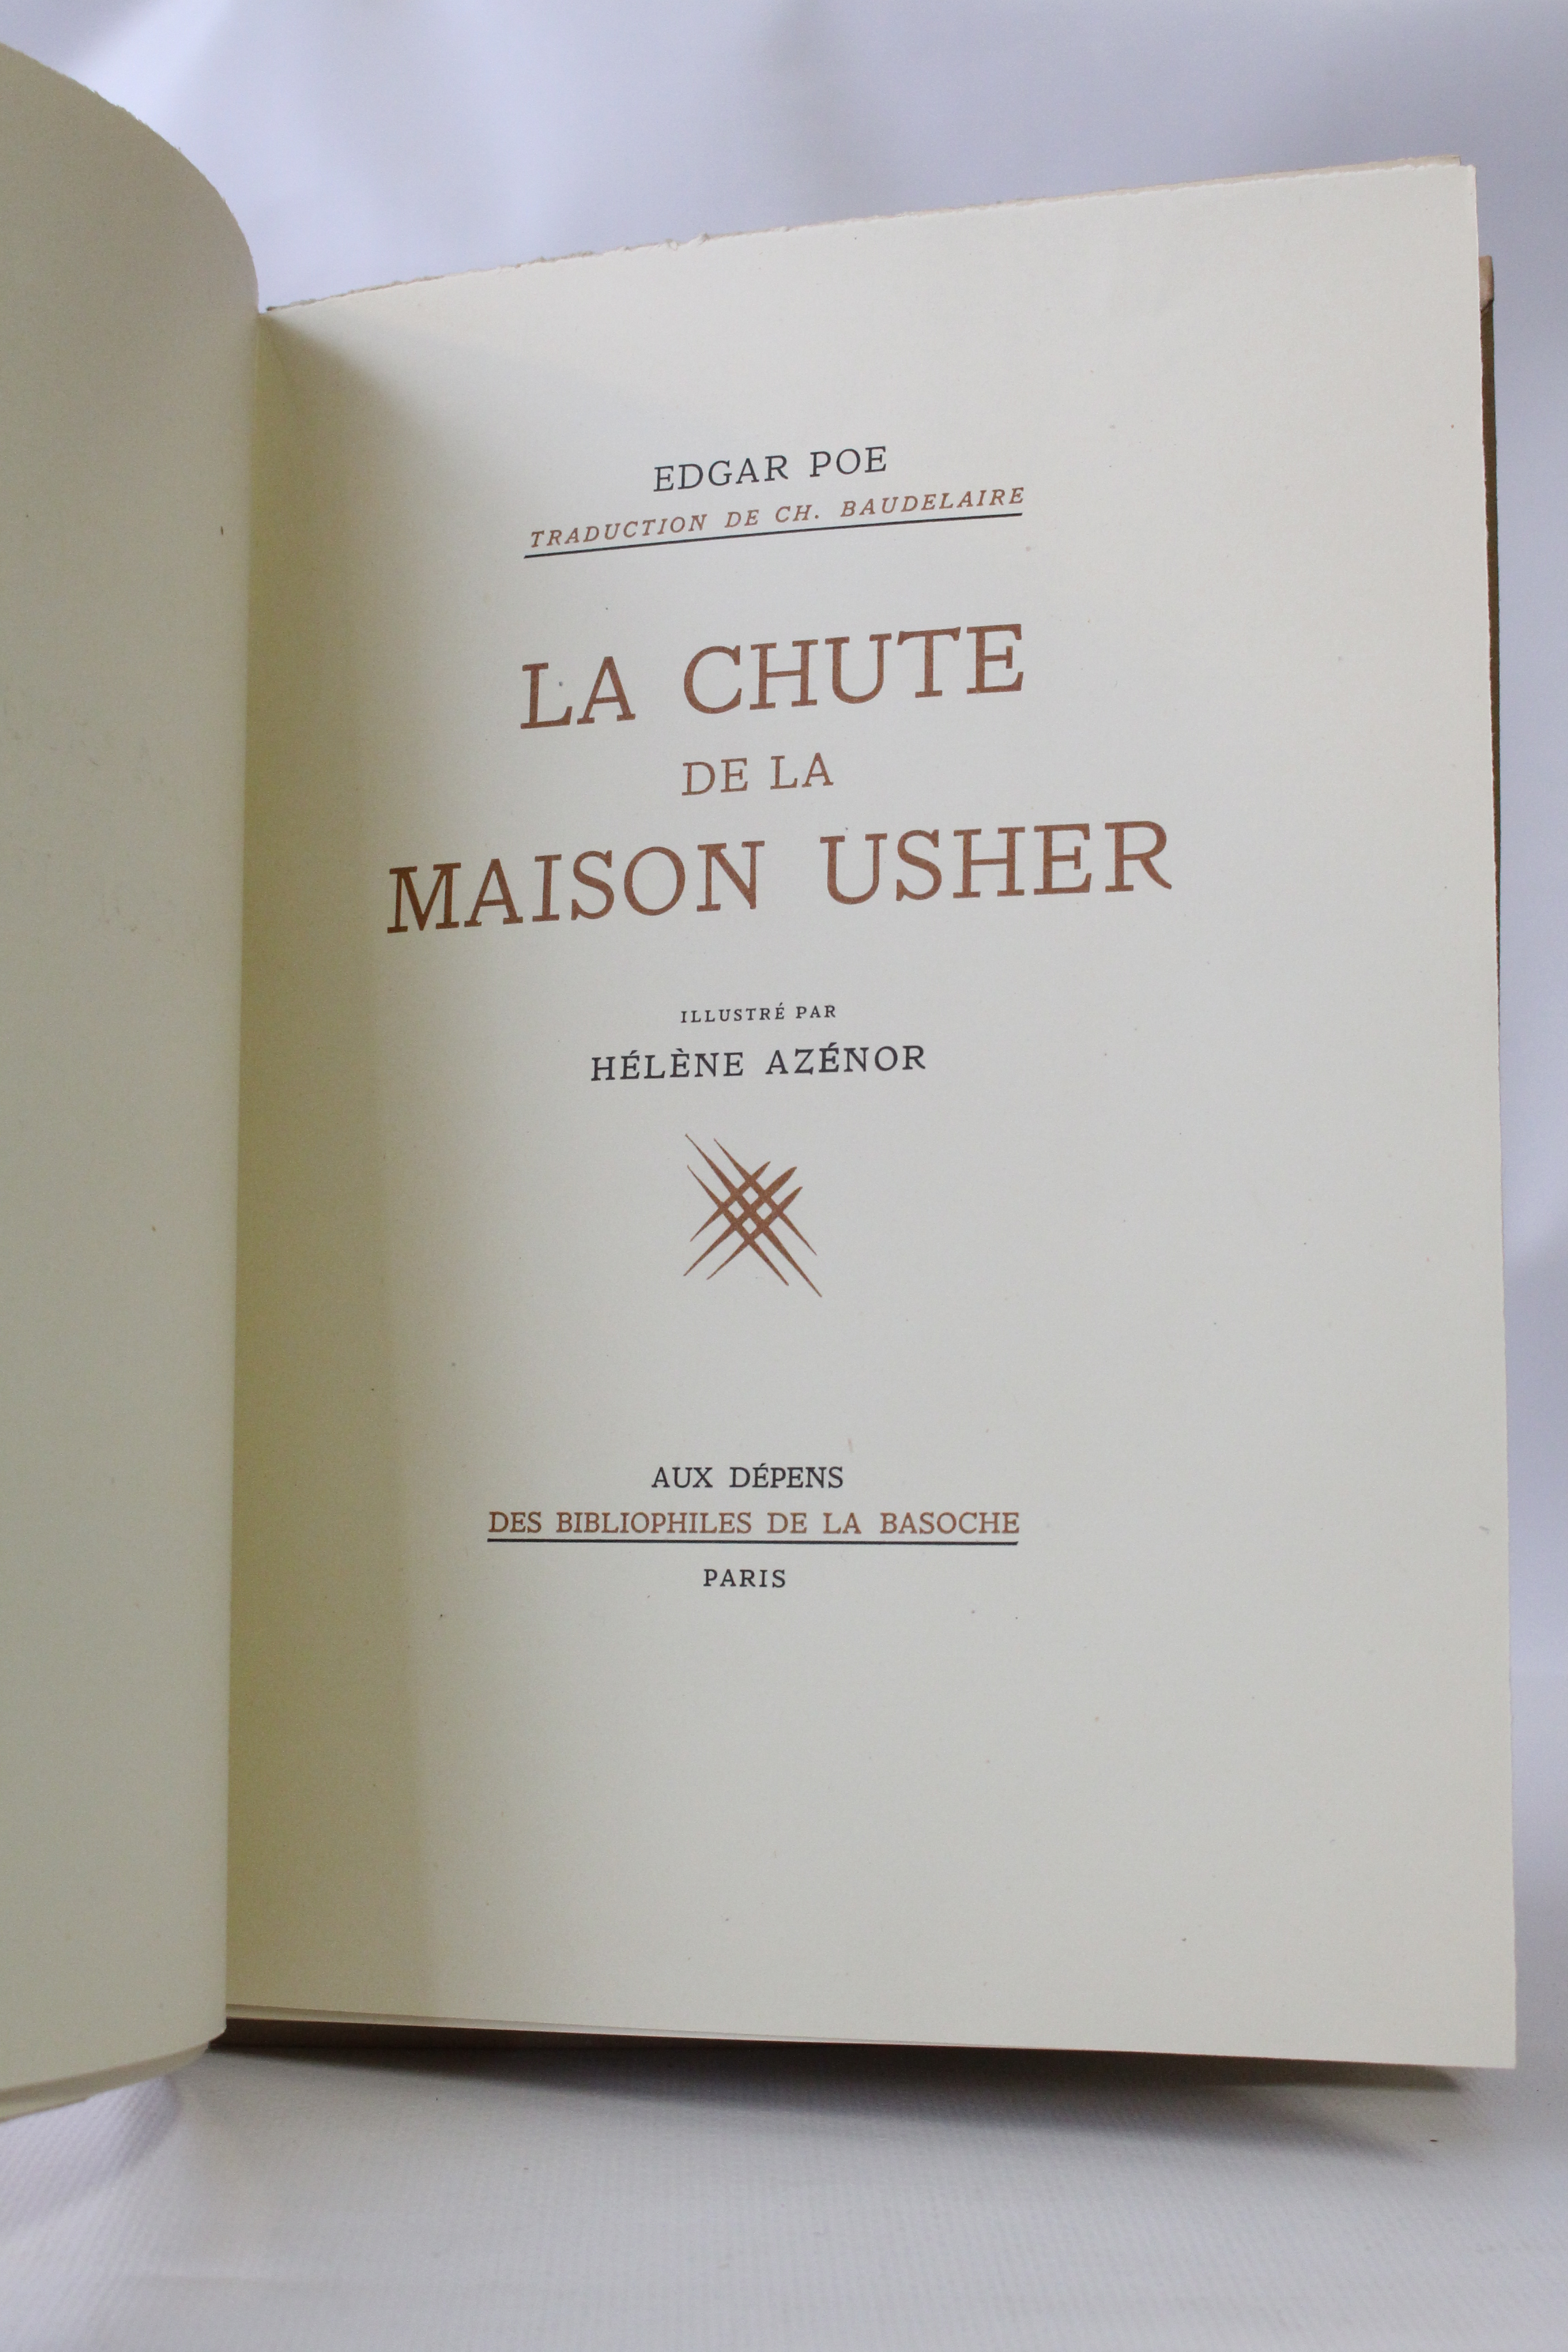 EDGAR POE
TRADUCTION DE CH. BAUDELAIRE
LA CHUTE
DE LA
MAISON USHER
ILLUSTRÉ PAR
HÉLÈNE AZÉNOR
AUX DÉPENS
DES BIBLIOPHILES DE LA BASOCHE
PARIS